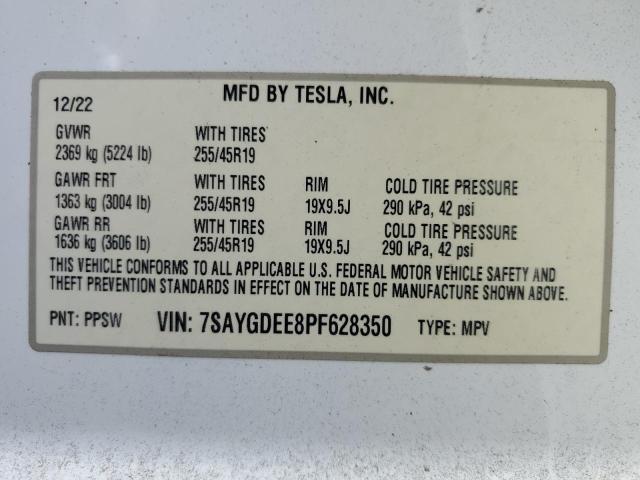 MFD BY TESLA, INC.
12/22
GVWR WITH TIRES
2369 kg (5224 lb) 255/45R19
GAWR FRT WITH TIRES RIM COLD TIRE PRESSURE
1363 kg (3004 lb) 255/45R19 19X9.5J 290 kPa, 42 psi
GAWR RR WITH TIRES RIM COLD TIRE PRESSURE
1636 kg (3606 lb) 255/45R19 19X9.5J 290 kPa, 42 psi
THIS VEHICLE CONFORMS TO ALL APPLICABLE U.S. FEDERAL MOTOR VEHICLE SAFETY AND
THEFT PREVENTION STANDARDS IN EFFECT ON THE DATE OF MANUFACTURE SHOWN ABOVE.
PNT: PPSW VIN: 7SAYGDEE8PF628350 TYPE: MPV